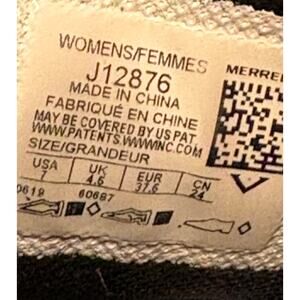 WOMENS/FEMMES
MERREL
J12876
MADE IN CHINA
FABRIQUÉ EN CHINE
MAY BE COVERED BY US PAT
WWW.PATENTS.WWWINC.COM
SIZE/GRANDEUR
USA UK EUR CN
7 4.5 37.5 24
0619 60687